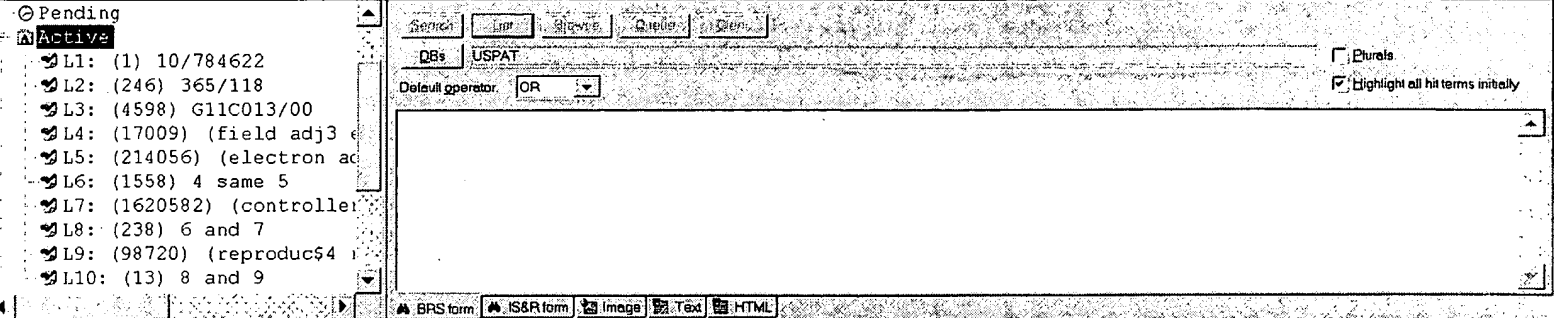 Pending
Active
L1: (1) 10/784622
L2: (246) 365/118
L3: (4598) G11C013/00
L4: (17009) (field adj3
L5: (214056) (electron ad
L6: (1558) 4 same 5
L7: (1620582) (controller
L8: (238) 6 and 7
L9: (98720) (reproduc$4
L10: (13) 8 and 9
Search List Browse Queue Clear
DBs USPAT
Plurals
Default operator: OR
Highlight all hit terms initially
BRS form IS&R form Image Text HTML